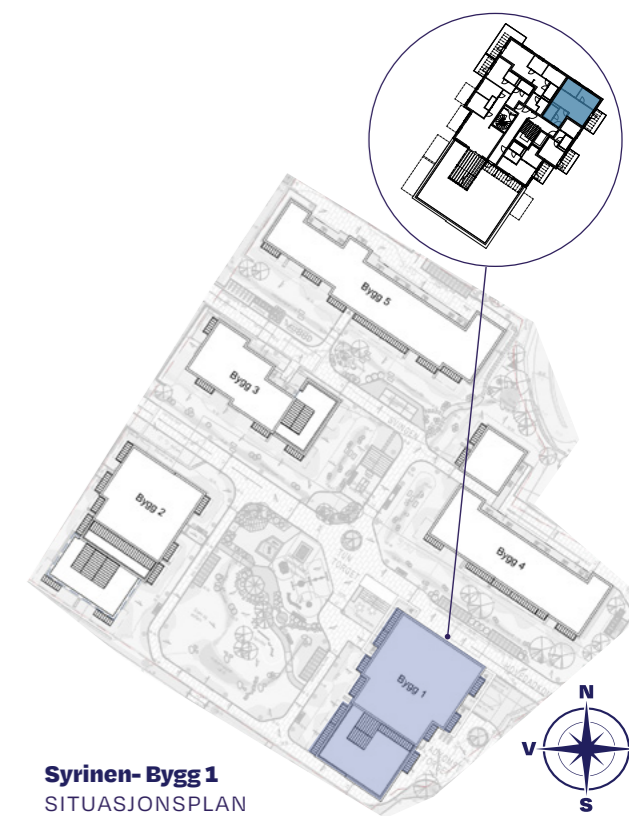 Bygg 5
Bygg 3
Bygg 2
Bygg 4
Bygg 1
N
V
S
Syrinen- Bygg 1
SITUASJONSPLAN